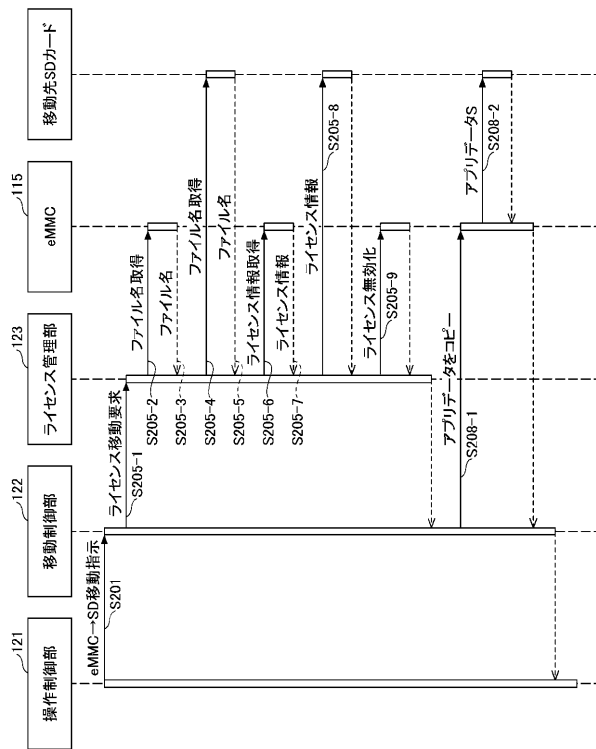 121
操作制御部
122
移動制御部
123
ライセンス管理部
115
eMMC
移動先SDカード
eMMC→SD移動指示
S201
ライセンス移動要求
S205-1
ファイル名取得
S205-2
ファイル名
S205-3
ファイル名取得
S205-4
ファイル名
S205-5
ライセンス情報取得
S205-6
ライセンス情報
S205-7
ライセンス情報
S205-8
ライセンス無効化
S205-9
アプリデータをコピー
S208-1
アプリデータS
S208-2